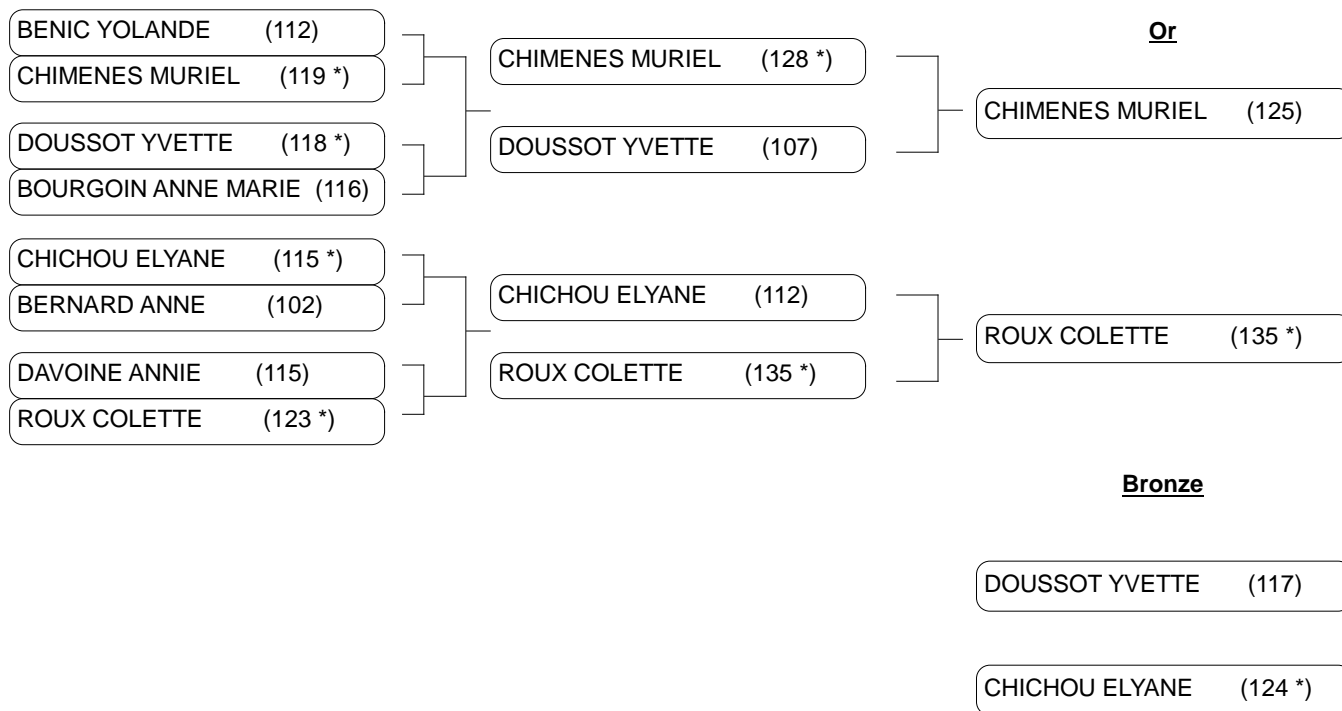 BENIC YOLANDE (112)
CHIMENES MURIEL (119 *)
DOUSSOT YVETTE (118 *)
BOURGOIN ANNE MARIE (116)
CHICHOU ELYANE (115 *)
BERNARD ANNE (102)
DAVOINE ANNIE (115)
ROUX COLETTE (123 *)
CHIMENES MURIEL (128 *)
DOUSSOT YVETTE (107)
CHICHOU ELYANE (112)
ROUX COLETTE (135 *)
Or
CHIMENES MURIEL (125)
ROUX COLETTE (135 *)
Bronze
DOUSSOT YVETTE (117)
CHICHOU ELYANE (124 *)